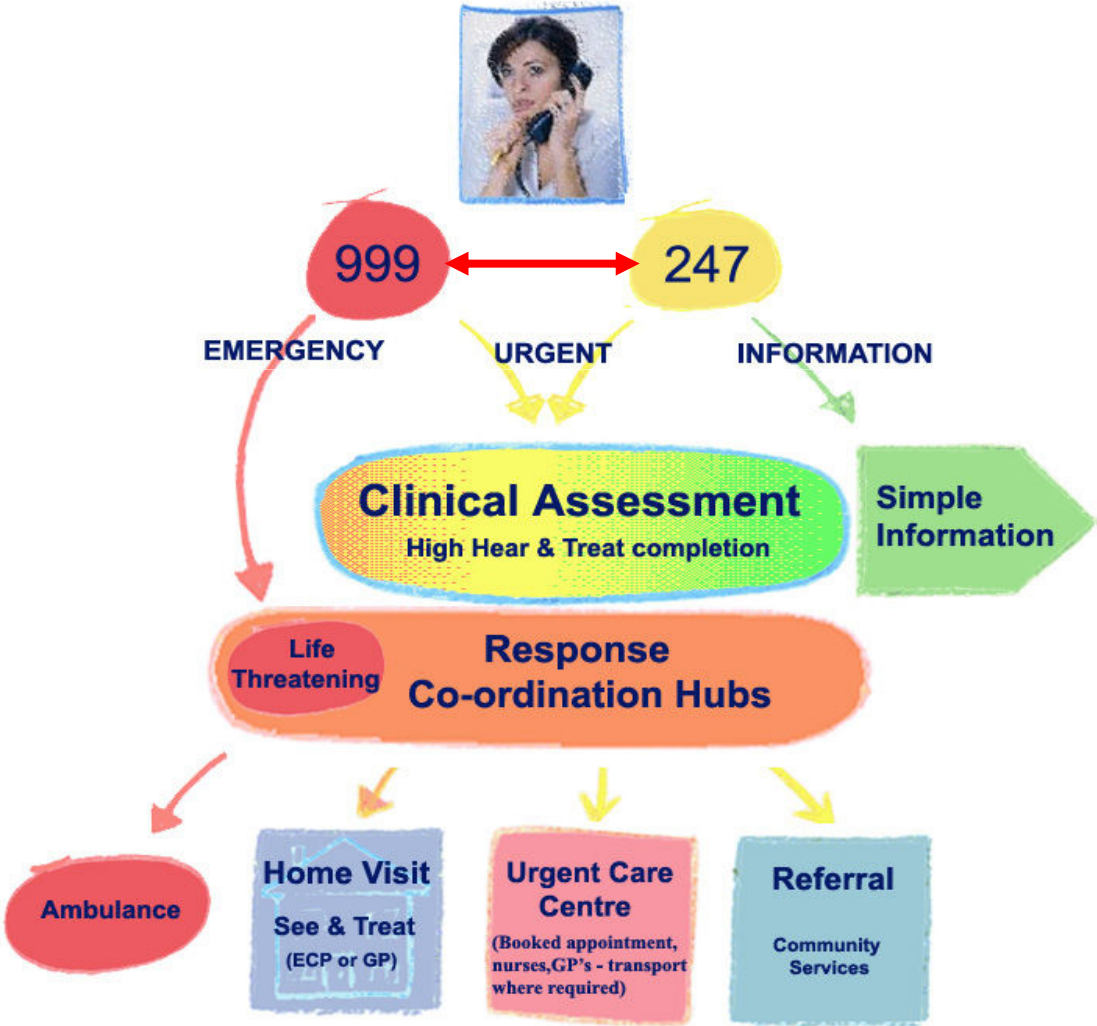 999
247
EMERGENCY
URGENT
INFORMATION
Clinical Assessment
High Hear & Treat completion
Simple
Information
Life
Threatening
Response
Co-ordination Hubs
Ambulance
Home Visit
See & Treat
(ECP or GP)
Urgent Care
Centre
(Booked appointment,
nurses,GP's - transport
where required)
Referral
Community
Services